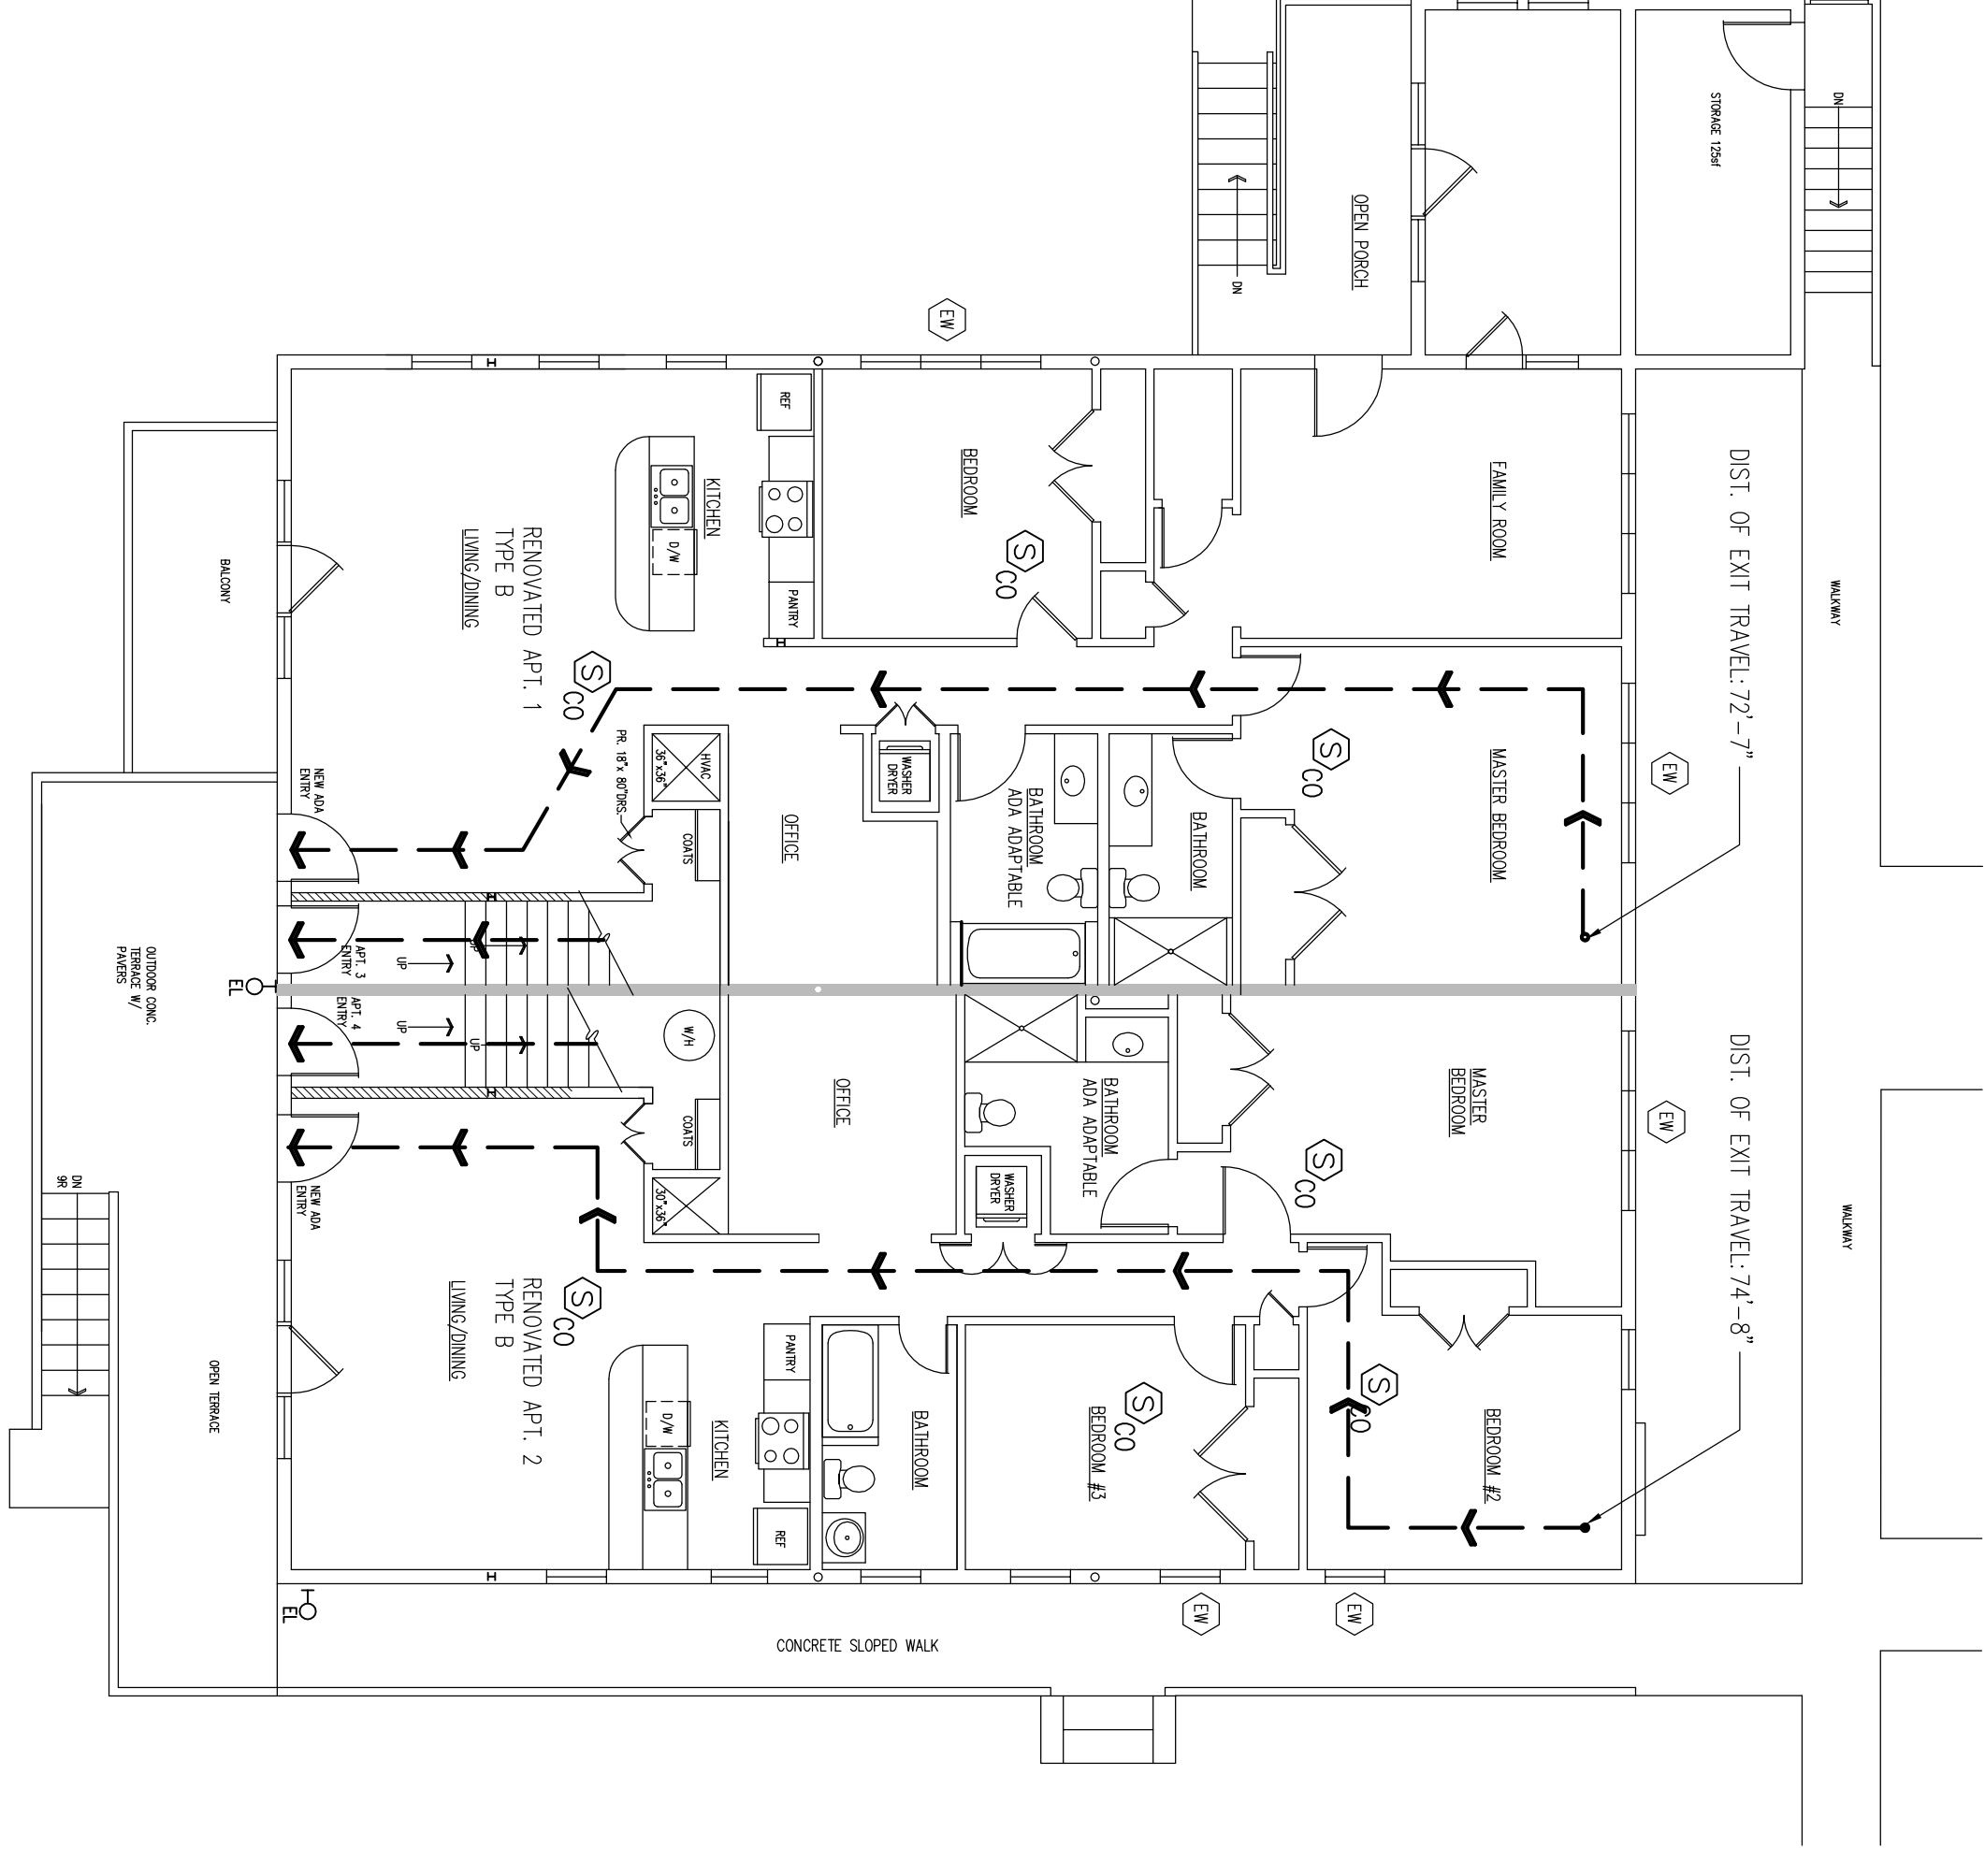 STORAGE 125sf
DN
OPEN PORCH
DN
EW
REF
KITCHEN
D/W
PANTRY
BEDROOM
S
CO
FAMILY ROOM
DIST. OF EXIT TRAVEL: 72'-7"
WALKWAY
RENOVATED APT. 1
TYPE B
LIVING/DINING
BALCONY
S
CO
PR. 18"x 80"DRS.
HVAC
36"x36"
COATS
WASHER
DRYER
OFFICE
BATHROOM
ADA ADAPTABLE
BATHROOM
S
CO
MASTER BEDROOM
EW
NEW ADA
ENTRY
APT. 3
ENTRY
UP
UP
OUTDOOR CONC.
TERRACE W/
PAVERS
EL
APT. 4
ENTRY
UP
UP
W/H
COATS
30"x36"
OFFICE
BATHROOM
ADA ADAPTABLE
WASHER
DRYER
MASTER
BEDROOM
S
CO
EW
DIST. OF EXIT TRAVEL: 74'-8"
WALKWAY
NEW ADA
ENTRY
DN
9R
OPEN TERRACE
RENOVATED APT. 2
TYPE B
LIVING/DINING
S
CO
KITCHEN
D/W
PANTRY
REF
BATHROOM
BEDROOM #3
S
CO
BEDROOM #2
S
CO
EW
EW
EL
CONCRETE SLOPED WALK